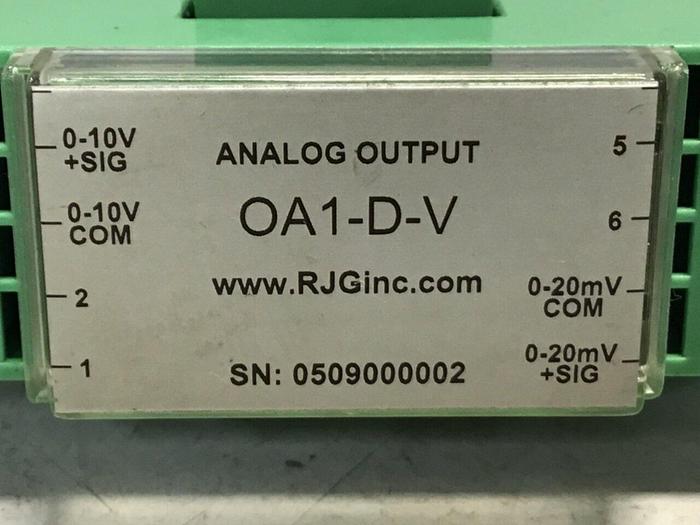 0-10V
+SIG
0-10V
COM
2
1
ANALOG OUTPUT
OA1-D-V
www.RJGinc.com
SN: 0509000002
5
6
0-20mV
COM
0-20mV
+SIG